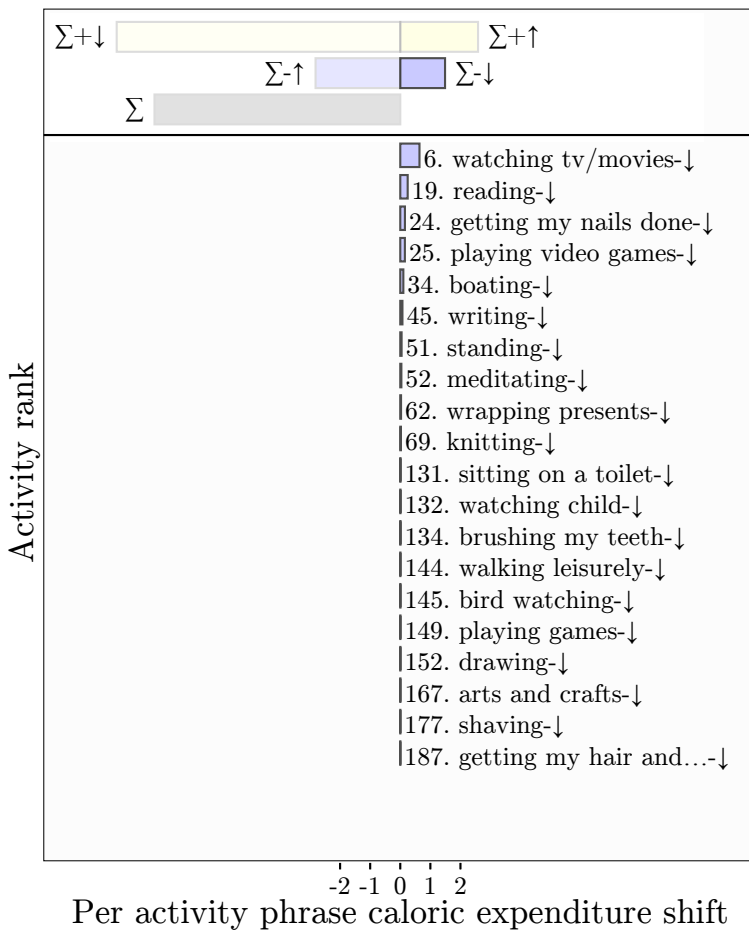 Σ+↓ Σ+↑
Σ-↑ Σ-↓
Σ
6. watching tv/movies-↓
19. reading-↓
24. getting my nails done-↓
25. playing video games-↓
34. boating-↓
45. writing-↓
51. standing-↓
52. meditating-↓
62. wrapping presents-↓
69. knitting-↓
131. sitting on a toilet-↓
132. watching child-↓
134. brushing my teeth-↓
144. walking leisurely-↓
145. bird watching-↓
149. playing games-↓
152. drawing-↓
167. arts and crafts-↓
177. shaving-↓
187. getting my hair and...-↓
Activity rank
-2 -1 0 1 2
Per activity phrase caloric expenditure shift